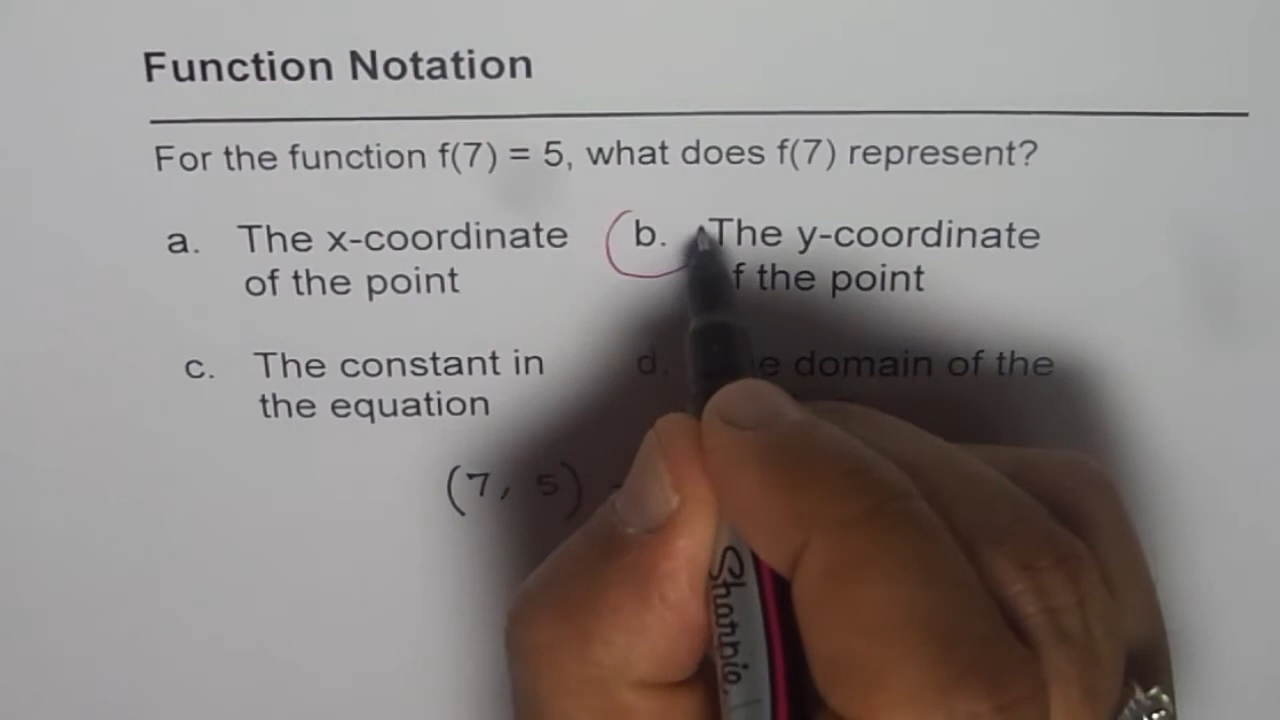 Function Notation
For the function f(7) = 5, what does f(7) represent?
a. The x-coordinate of the point
b. The y-coordinate f the point
c. The constant in the equation
d. domain of the
(7, 5)
Sharpie